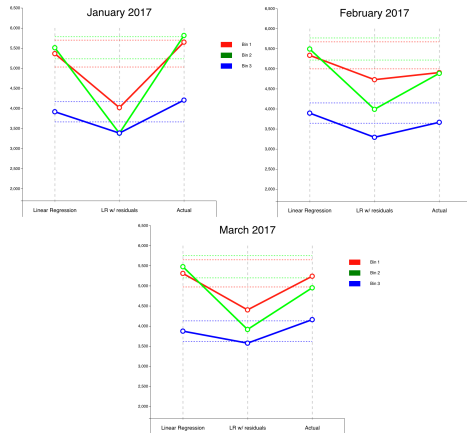 January 2017
6,500
6,000
5,500
5,000
4,500
4,000
3,500
3,000
2,500
2,000
Linear Regression LR w/ residuals Actual
Bin 1
Bin 2
Bin 3
February 2017
6,500
6,000
5,500
5,000
4,500
4,000
3,500
3,000
2,500
2,000
Linear Regression LR w/ residuals Actual
March 2017
6,500
6,000
5,500
5,000
4,500
4,000
3,500
3,000
2,500
2,000
Linear Regression LR w/ residuals Actual
Bin 1
Bin 2
Bin 3